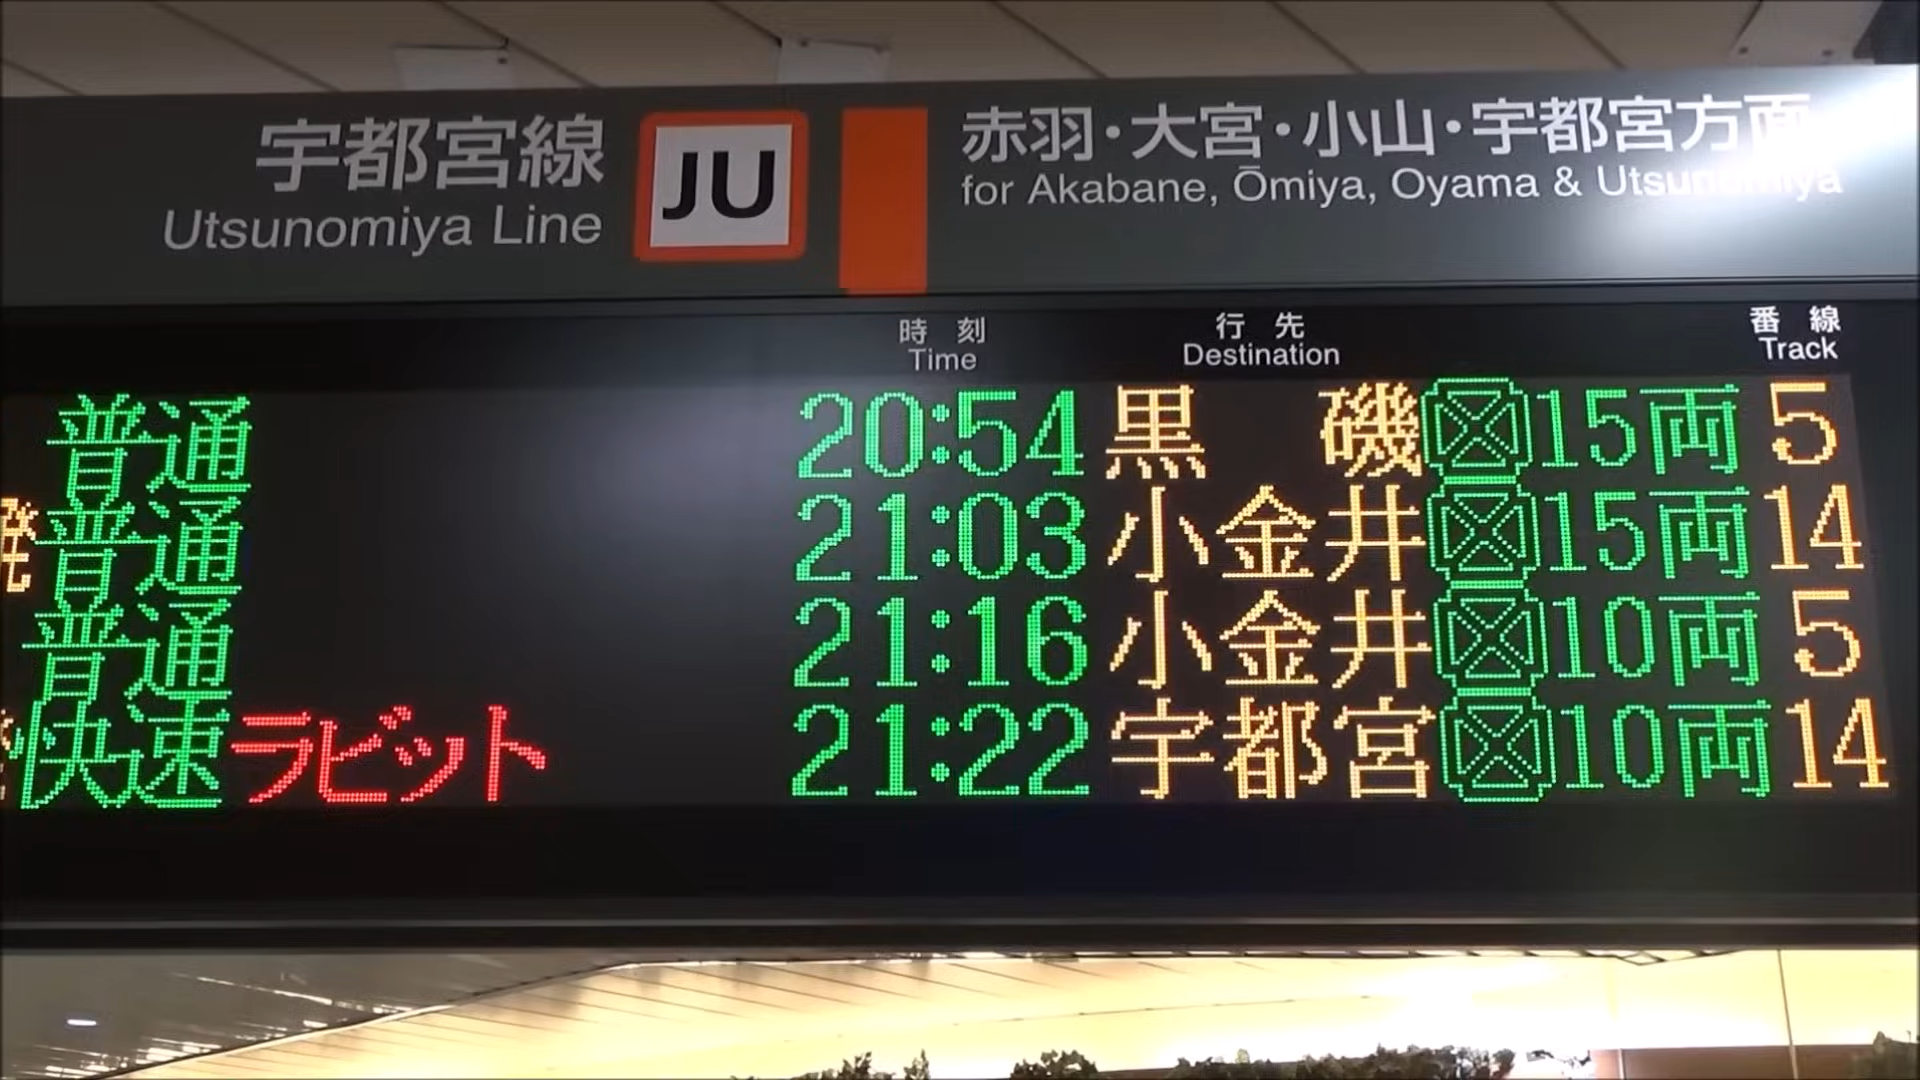 宇都宮線 JU 赤羽・大宮・小山・宇都宮方面
Utsunomiya Line for Akabane, Ōmiya, Oyama & Utsunomiya
時刻 行先 番線
Time Destination Track
普通 20:54 黒磯 15両 5
発 普通 21:03 小金井 15両 14
普通 21:16 小金井 10両 5
快速ラビット 21:22 宇都宮 10両 14